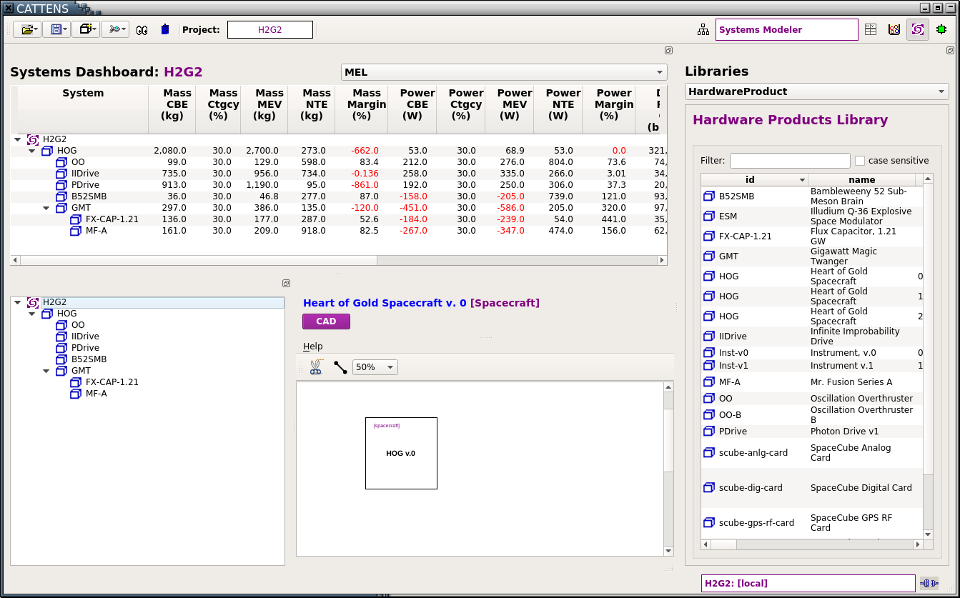 CATTENS
Project: H2G2 Systems Modeler
Systems Dashboard: H2G2 MEL
System Mass CBE (kg) Mass Ctgcy (%) Mass MEV (kg) Mass NTE (kg) Mass Margin (%) Power CBE (W) Power Ctgcy (%) Power MEV (W) Power NTE (W) Power Margin (%) (b
H2G2
HOG 2,080.0 30.0 2,700.0 273.0 -662.0 53.0 30.0 68.9 53.0 0.0 321.
OO 99.0 30.0 129.0 598.0 83.4 212.0 30.0 276.0 804.0 73.6 74,
IIDrive 735.0 30.0 956.0 734.0 -0.136 258.0 30.0 335.0 266.0 3.01 34,
PDrive 913.0 30.0 1,190.0 95.0 -861.0 192.0 30.0 250.0 306.0 37.3 20,
B52SMB 36.0 30.0 46.8 277.0 87.0 -158.0 30.0 -205.0 739.0 121.0 93,
GMT 297.0 30.0 386.0 135.0 -120.0 -451.0 30.0 -586.0 205.0 320.0 97,
FX-CAP-1.21 136.0 30.0 177.0 287.0 52.6 -184.0 30.0 -239.0 54.0 441.0 35,
MF-A 161.0 30.0 209.0 918.0 82.5 -267.0 30.0 -347.0 474.0 156.0 62,
H2G2
HOG
OO
IIDrive
PDrive
B52SMB
GMT
FX-CAP-1.21
MF-A
Heart of Gold Spacecraft v. 0 [Spacecraft]
CAD
Help
50%
[Spacecraft]
HOG v.0
Libraries
HardwareProduct
Hardware Products Library
Filter: case sensitive
id name
B52SMB Bambleweeny 52 Sub-
Meson Brain
ESM Illudium Q-36 Explosive
Space Modulator
FX-CAP-1.21 Flux Capacitor, 1.21
GW
GMT Gigawatt Magic
Twanger
HOG Heart of Gold
Spacecraft 0
HOG Heart of Gold
Spacecraft 1
HOG Heart of Gold
Spacecraft 2
IIDrive Infinite Improbability
Drive
Inst-v0 Instrument, v.0 0
Inst-v1 Instrument v.1 1
MF-A Mr. Fusion Series A
OO Oscillation Overthruster
OO-B Oscillation Overthruster
B
PDrive Photon Drive v1
scube-anlg-card SpaceCube Analog
Card
scube-dig-card SpaceCube Digital Card
scube-gps-rf-card SpaceCube GPS RF
Card
H2G2: [local]